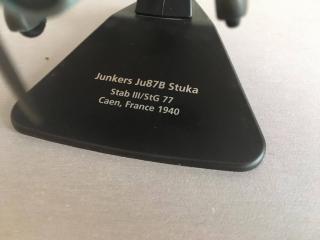 Junkers Ju87B Stuka
Stab III/StG 77
Caen, France 1940